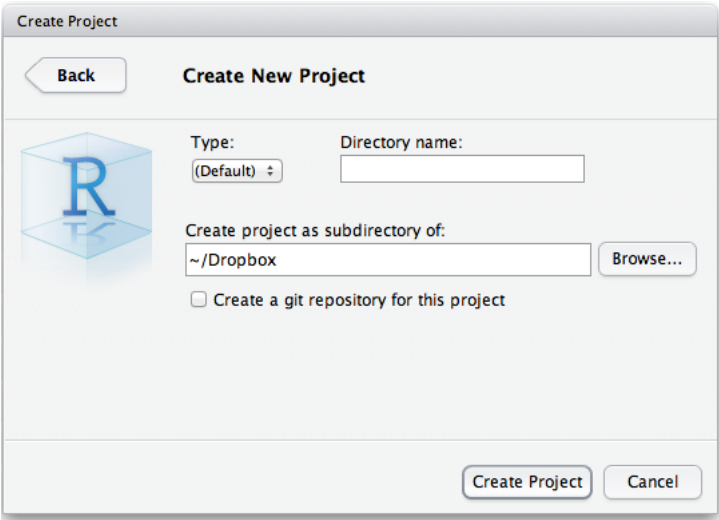 Create Project
Back
Create New Project
R
Type:
Directory name:
(Default)
Create project as subdirectory of:
~/Dropbox
Browse...
Create a git repository for this project
Create Project
Cancel